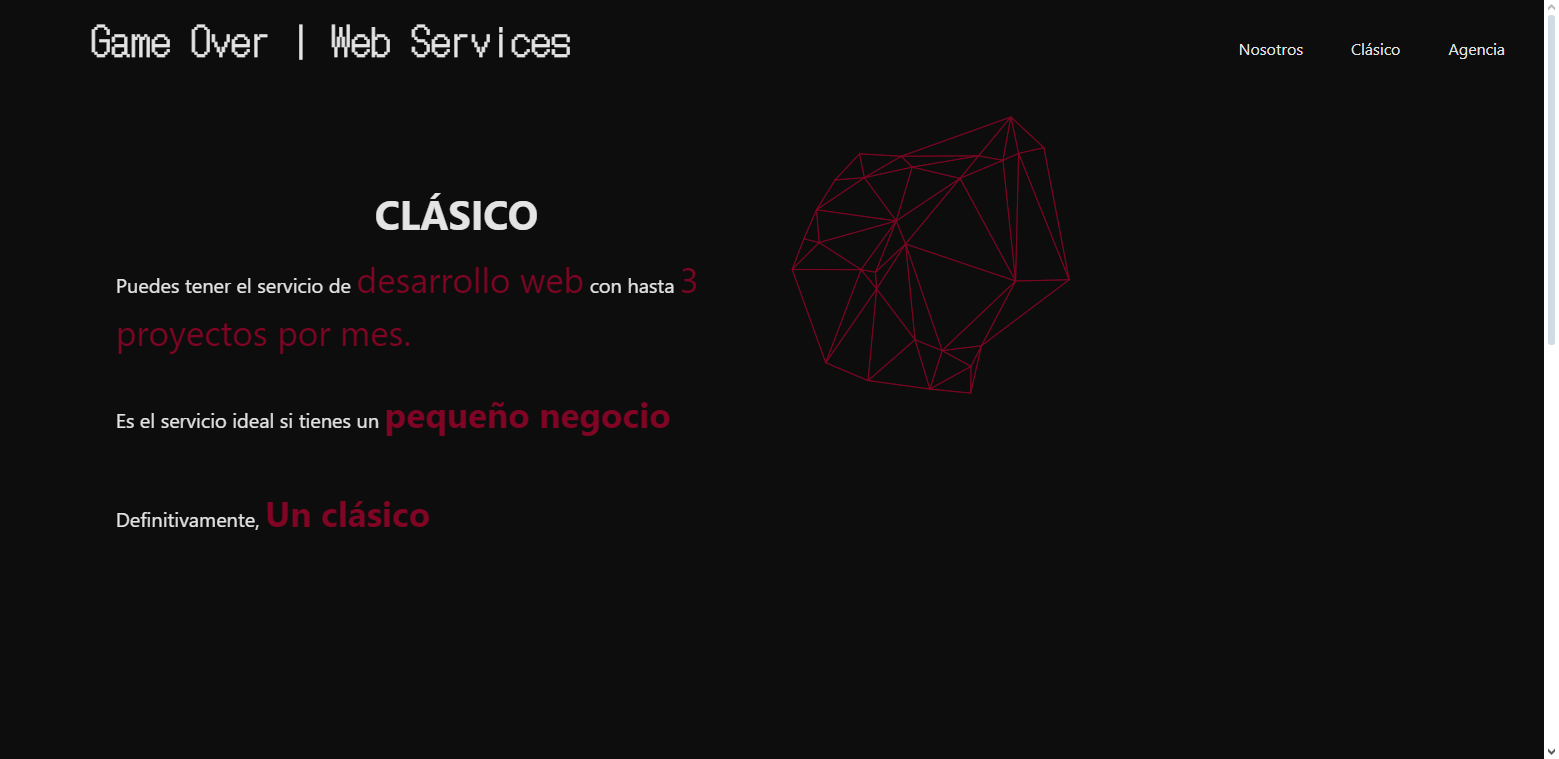 Game Over | Web Services
Nosotros Clásico Agencia
CLÁSICO
Puedes tener el servicio de desarrollo web con hasta 3
proyectos por mes.
Es el servicio ideal si tienes un pequeño negocio
Definitivamente, Un clásico